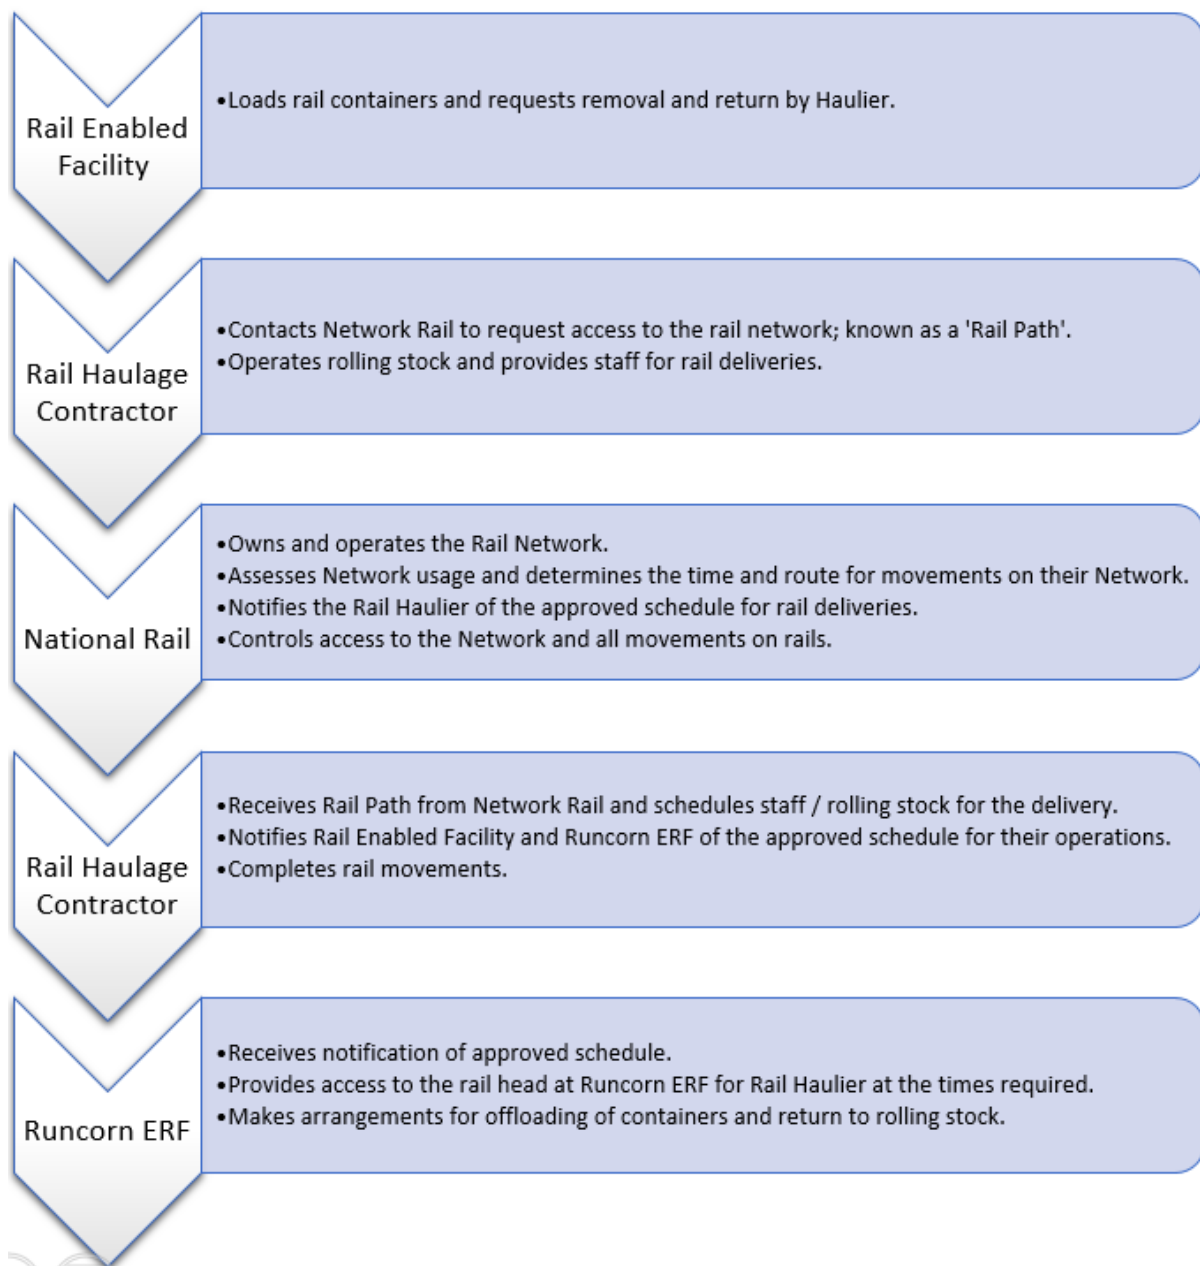 Rail Enabled
Facility
•Loads rail containers and requests removal and return by Haulier.
Rail Haulage
Contractor
•Contacts Network Rail to request access to the rail network; known as a 'Rail Path'.
•Operates rolling stock and provides staff for rail deliveries.
National Rail
•Owns and operates the Rail Network.
•Assesses Network usage and determines the time and route for movements on their Network.
•Notifies the Rail Haulier of the approved schedule for rail deliveries.
•Controls access to the Network and all movements on rails.
Rail Haulage
Contractor
•Receives Rail Path from Network Rail and schedules staff / rolling stock for the delivery.
•Notifies Rail Enabled Facility and Runcorn ERF of the approved schedule for their operations.
•Completes rail movements.
Runcorn ERF
•Receives notification of approved schedule.
•Provides access to the rail head at Runcorn ERF for Rail Haulier at the times required.
•Makes arrangements for offloading of containers and return to rolling stock.